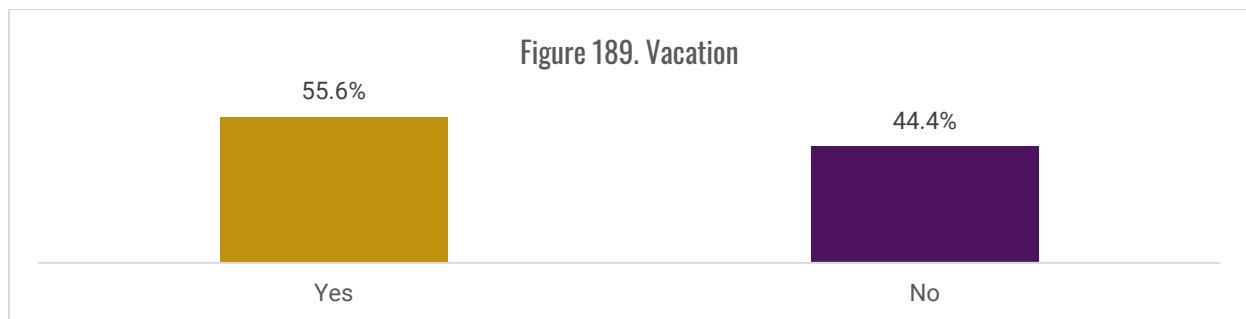 Figure 189. Vacation
55.6%
44.4%
Yes
No